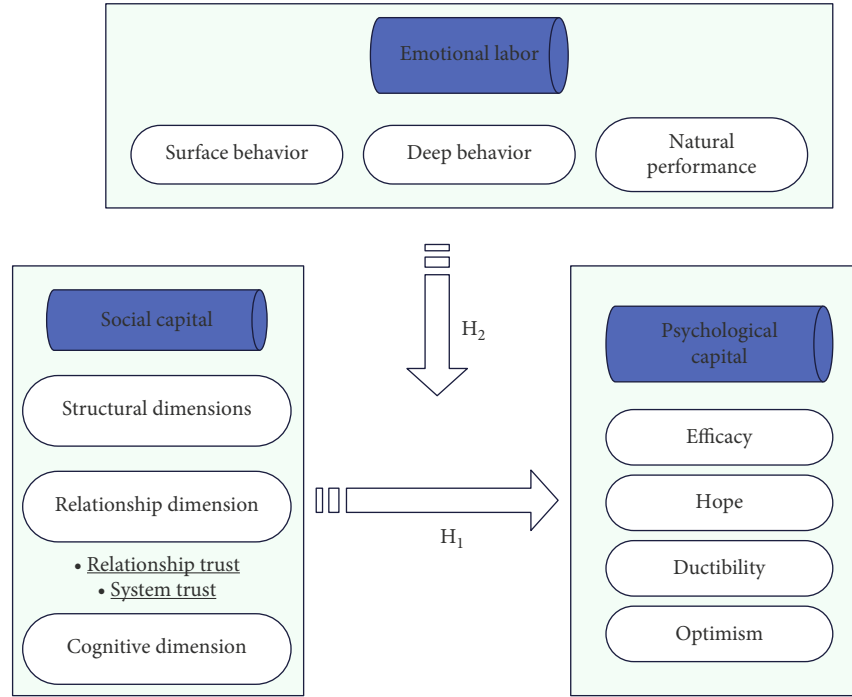 Emotional labor
Surface behavior
Deep behavior
Natural
performance
H2
Social capital
Structural dimensions
Relationship dimension
• Relationship trust
• System trust
Cognitive dimension
H1
Psychological
capital
Efficacy
Hope
Ductibility
Optimism